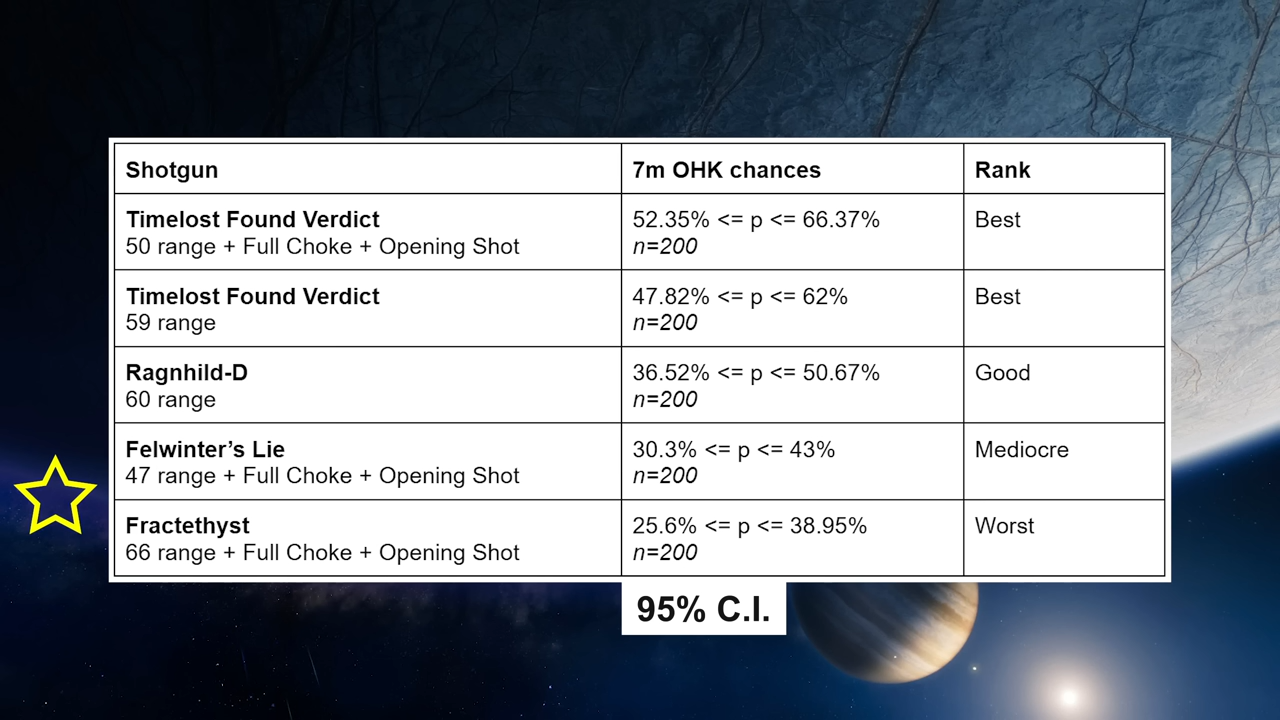 Shotgun 7m OHK chances Rank
Timelost Found Verdict 52.35% <= p <= 66.37% Best
50 range + Full Choke + Opening Shot n=200
Timelost Found Verdict 47.82% <= p <= 62% Best
59 range n=200
Ragnhild-D 36.52% <= p <= 50.67% Good
60 range n=200
Felwinter’s Lie 30.3% <= p <= 43% Mediocre
47 range + Full Choke + Opening Shot n=200
Fractethyst 25.6% <= p <= 38.95% Worst
66 range + Full Choke + Opening Shot n=200
95% C.I.